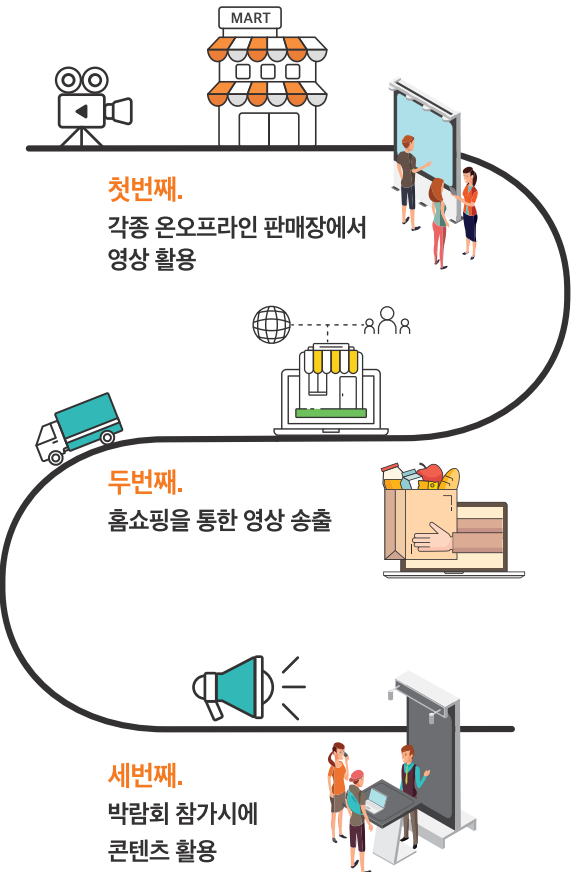 MART
첫번째.
각종 온오프라인 판매장에서
영상 활용
두번째.
홈쇼핑을 통한 영상 송출
세번째.
박람회 참가시에
콘텐츠 활용